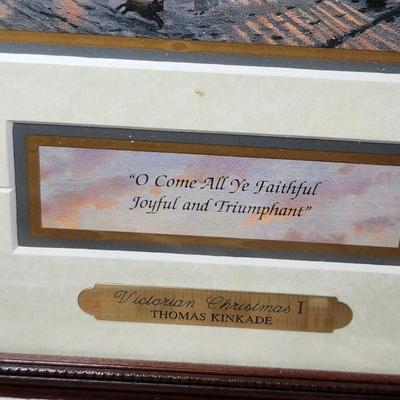 “O Come All Ye Faithful
Joyful and Triumphant”
Victorian Christmas I
THOMAS KINKADE